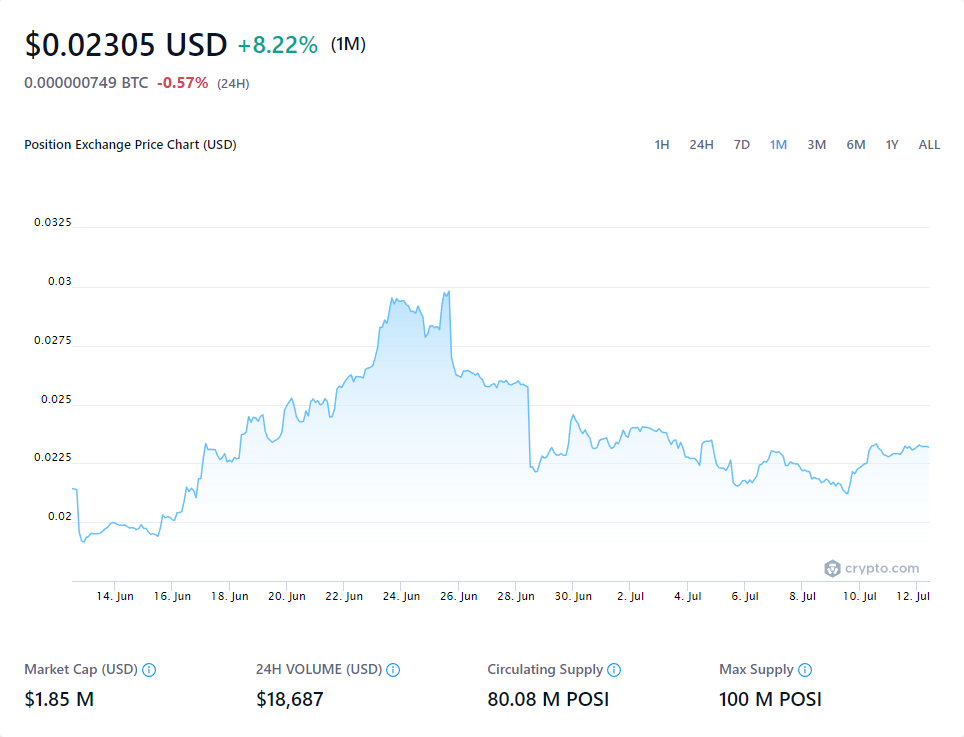 $0.02305 USD +8.22% (1M)
0.000000749 BTC -0.57% (24H)
Position Exchange Price Chart (USD) 1H 24H 7D 1M 3M 6M 1Y ALL
0.0325
0.03
0.0275
0.025
0.0225
0.02
crypto.com
14. Jun 16. Jun 18. Jun 20. Jun 22. Jun 24. Jun 26. Jun 28. Jun 30. Jun 2. Jul 4. Jul 6. Jul 8. Jul 10. Jul 12. Jul
Market Cap (USD) 24H VOLUME (USD) Circulating Supply Max Supply
$1.85 M $18,687 80.08 M POSI 100 M POSI